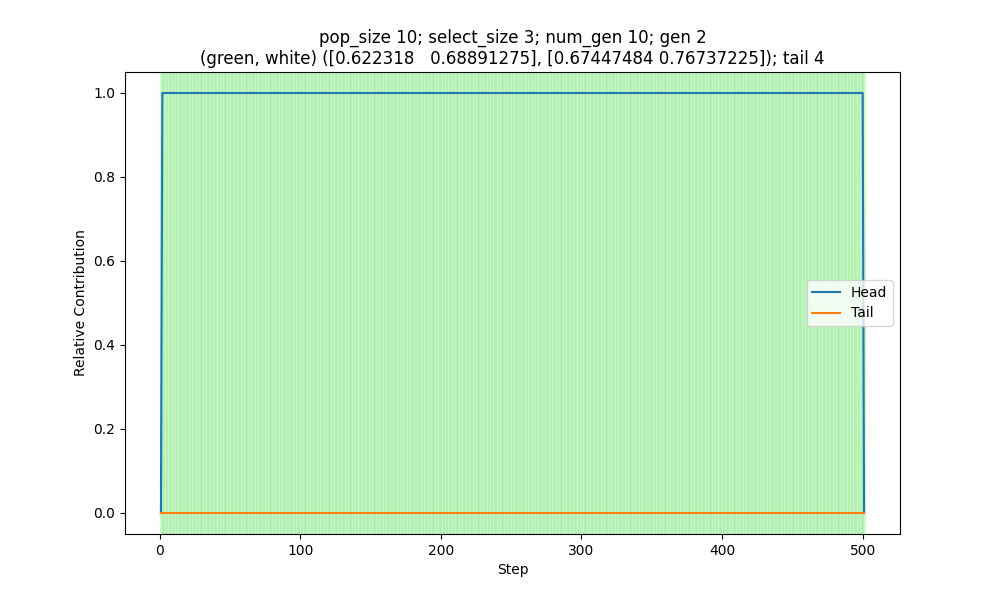 pop_size 10; select_size 3; num_gen 10; gen 2
(green, white) ([0.622318   0.68891275], [0.67447484 0.76737225]); tail 4
Relative Contribution
1.0
0.8
0.6
0.4
0.2
0.0
Head
Tail
0
100
200
300
400
500
Step